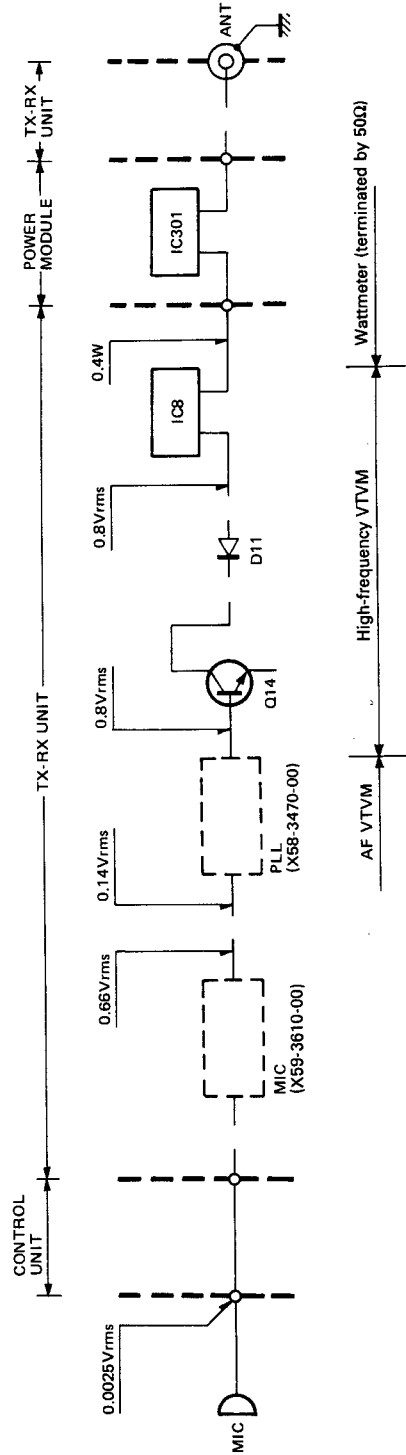 CONTROL
UNIT
TX-RX UNIT
POWER
MODULE
TX-RX
UNIT
0.0025Vrms
0.66Vrms
0.14Vrms
0.8Vrms
0.8Vrms
0.4W
MIC
MIC
(X59-3610-00)
PLL
(X58-3470-00)
Q14
D11
IC8
IC301
ANT
AF VTVM
High-frequency VTVM
Wattmeter (terminated by 50Ω)